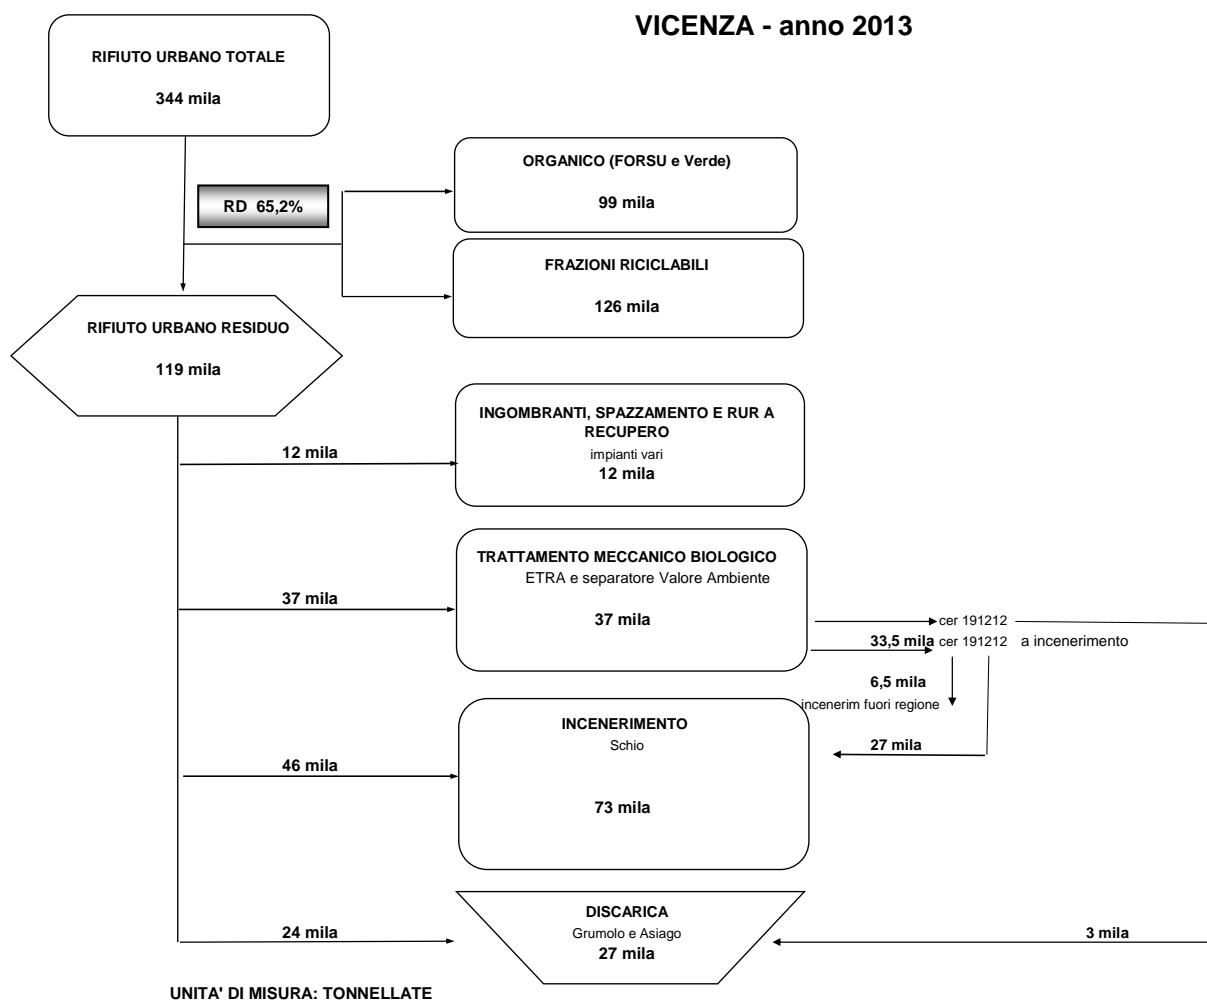 VICENZA - anno 2013
RIFIUTO URBANO TOTALE
344 mila
ORGANICO (FORSU e Verde)
99 mila
RD 65,2%
FRAZIONI RICICLABILI
126 mila
RIFIUTO URBANO RESIDUO
119 mila
INGOMBRANTI, SPAZZAMENTO E RUR A
RECUPERO
impianti vari
12 mila
12 mila
TRATTAMENTO MECCANICO BIOLOGICO
ETRA e separatore Valore Ambiente
37 mila
37 mila
cer 191212
33,5 mila cer 191212 a incenerimento
6,5 mila
incenerim fuori regione
INCENERIMENTO
Schio
27 mila
46 mila
73 mila
DISCARICA
Grumolo e Asiago
27 mila
24 mila
3 mila
UNITA' DI MISURA: TONNELLATE